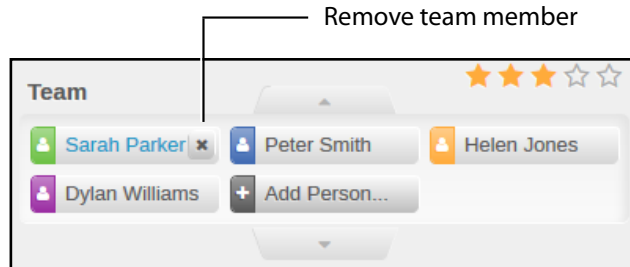 Remove team member
Team
Sarah Parker Peter Smith Helen Jones
Dylan Williams Add Person...